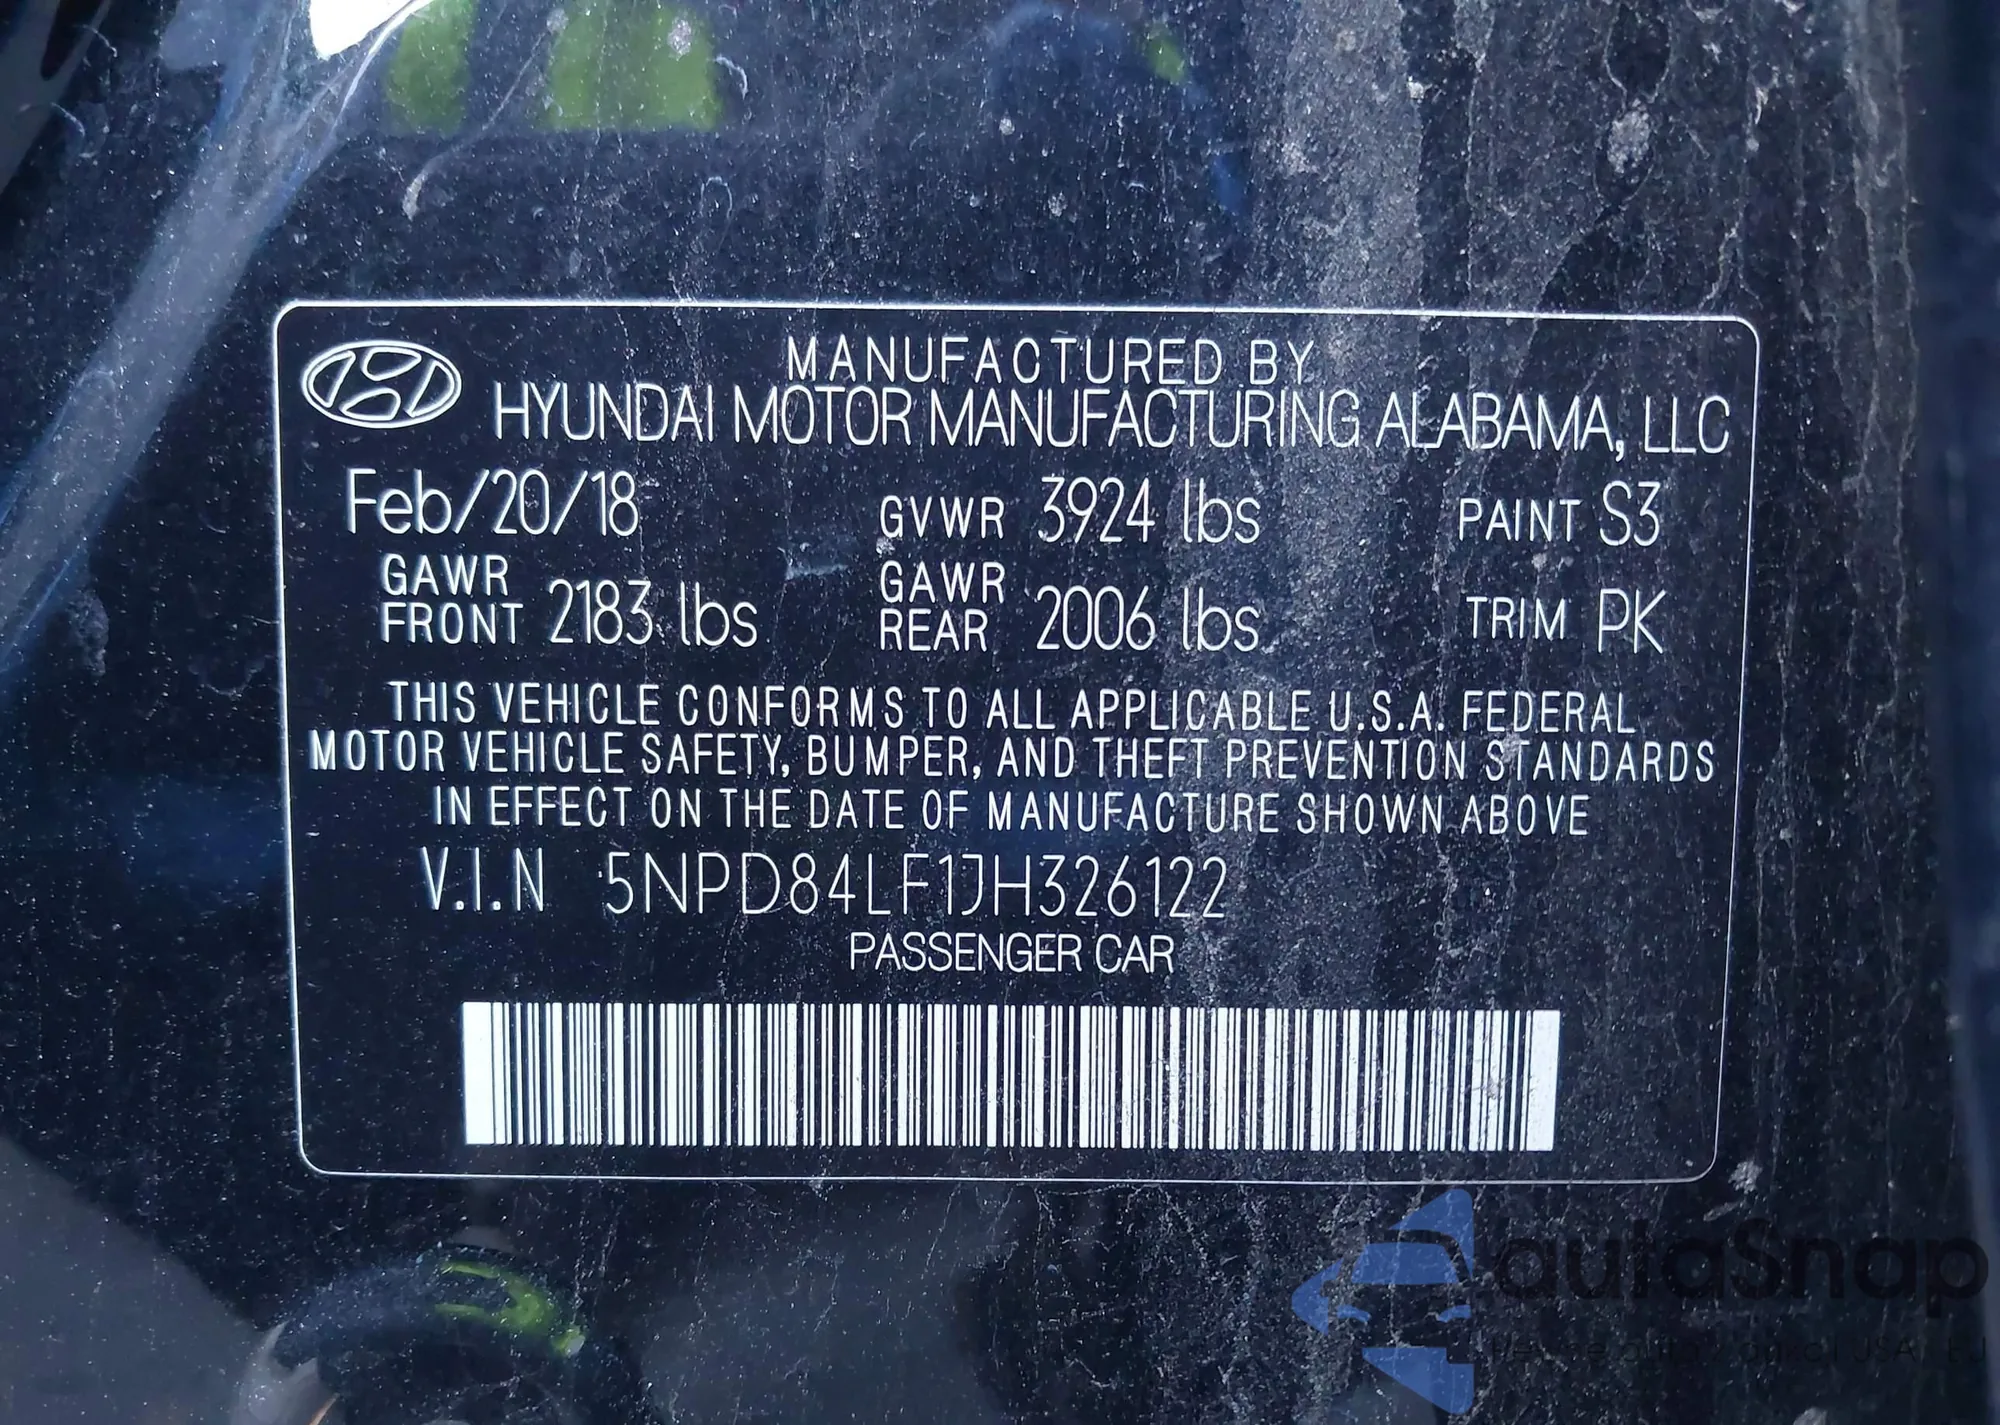 MANUFACTURED BY
HYUNDAI MOTOR MANUFACTURING ALABAMA, LLC
Feb/20/18 GVWR 3924 lbs PAINT S3
GAWR FRONT 2183 lbs GAWR REAR 2006 lbs TRIM PK
THIS VEHICLE CONFORMS TO ALL APPLICABLE U.S.A. FEDERAL
MOTOR VEHICLE SAFETY, BUMPER, AND THEFT PREVENTION STANDARDS
IN EFFECT ON THE DATE OF MANUFACTURE SHOWN ABOVE
V.I.N 5NPD84LF1JH326122
PASSENGER CAR
autaSnap